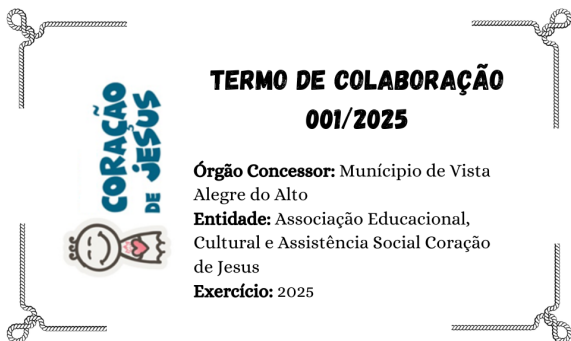 CORAÇÃO
DE JESUS
TERMO DE COLABORAÇÃO
001/2025
Órgão Concessor: Munícipio de Vista
Alegre do Alto
Entidade: Associação Educacional,
Cultural e Assistência Social Coração
de Jesus
Exercício: 2025